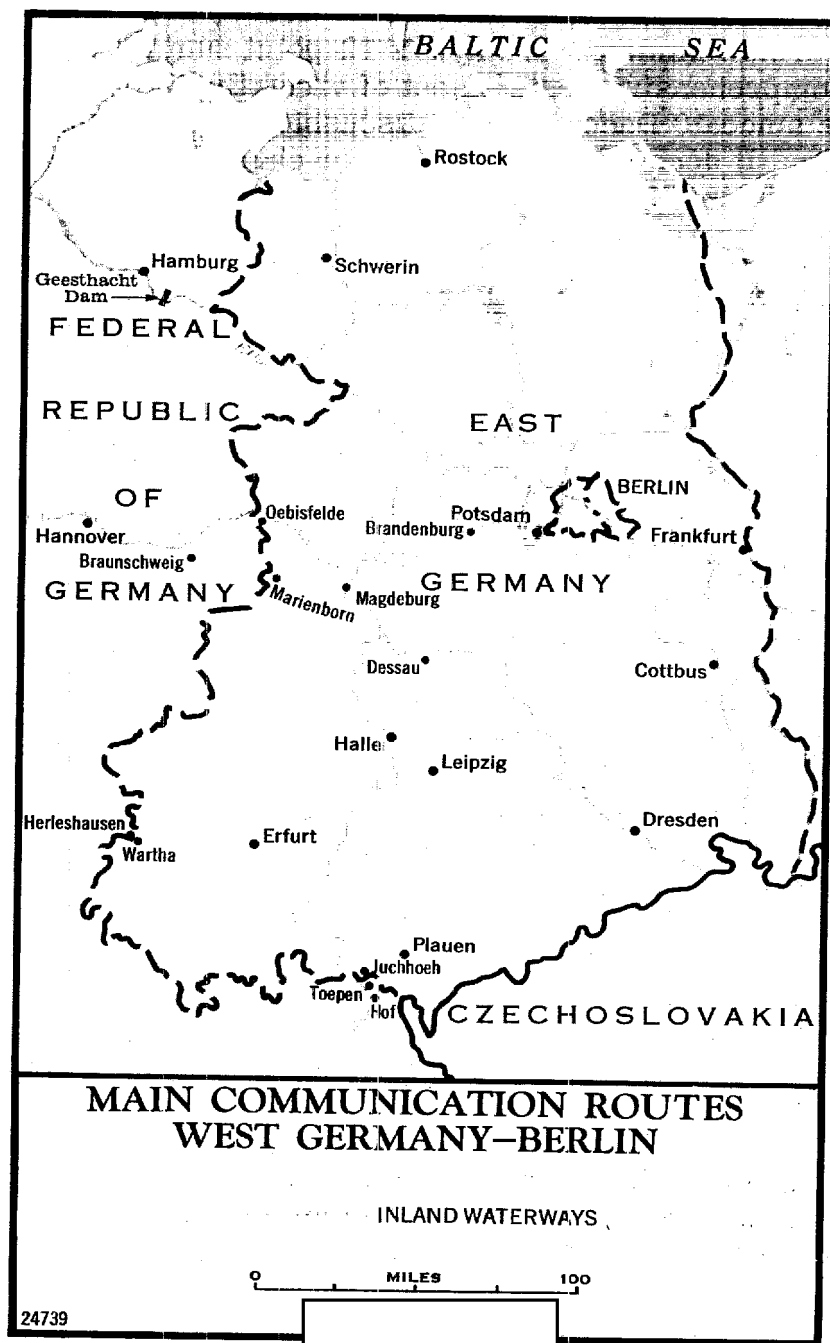 BALTIC SEA
Rostock
Hamburg
Schwerin
Geesthacht
Dam
FEDERAL
REPUBLIC
EAST
OF
BERLIN
Potsdam
Oebisfelde
Brandenburg
Hannover
Frankfurt
Braunschweig
GERMANY
GERMANY
Marienborn
Magdeburg
Dessau
Cottbus
Halle
Leipzig
Herleshausen
Dresden
Erfurt
Wartha
Plauen
Juchhoeh
Toepen
Hof
CZECHOSLOVAKIA
MAIN COMMUNICATION ROUTES
WEST GERMANY–BERLIN
INLAND WATERWAYS
0 MILES 100
24739